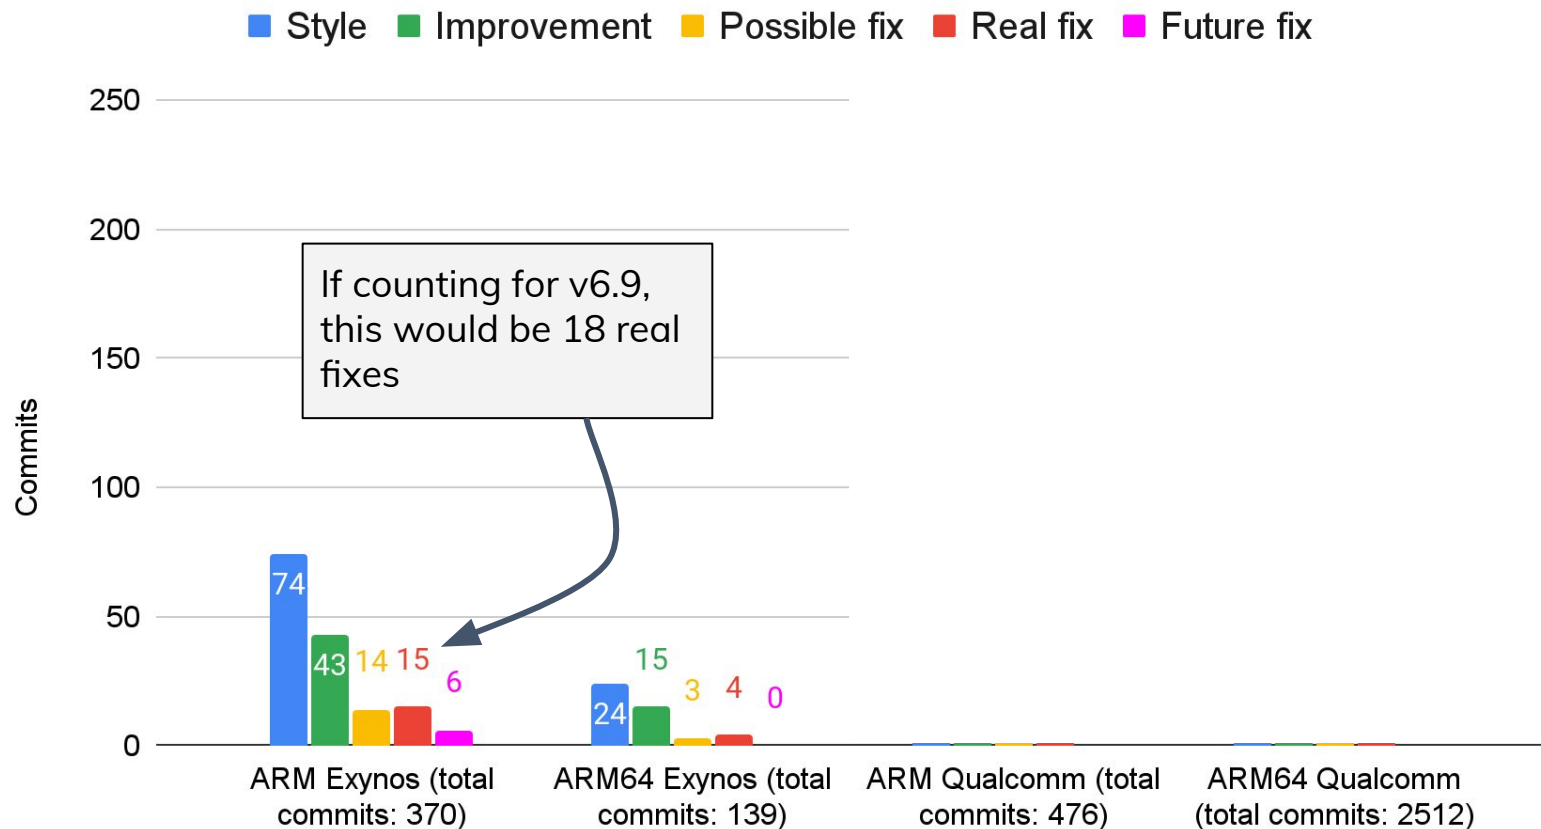 Style Improvement Possible fix Real fix Future fix
250
200
150
100
50
0
Commits
If counting for v6.9,
this would be 18 real
fixes
74
43
14
15
6
24
15
3
4
0
ARM Exynos (total
commits: 370)
ARM64 Exynos (total
commits: 139)
ARM Qualcomm (total
commits: 476)
ARM64 Qualcomm
(total commits: 2512)